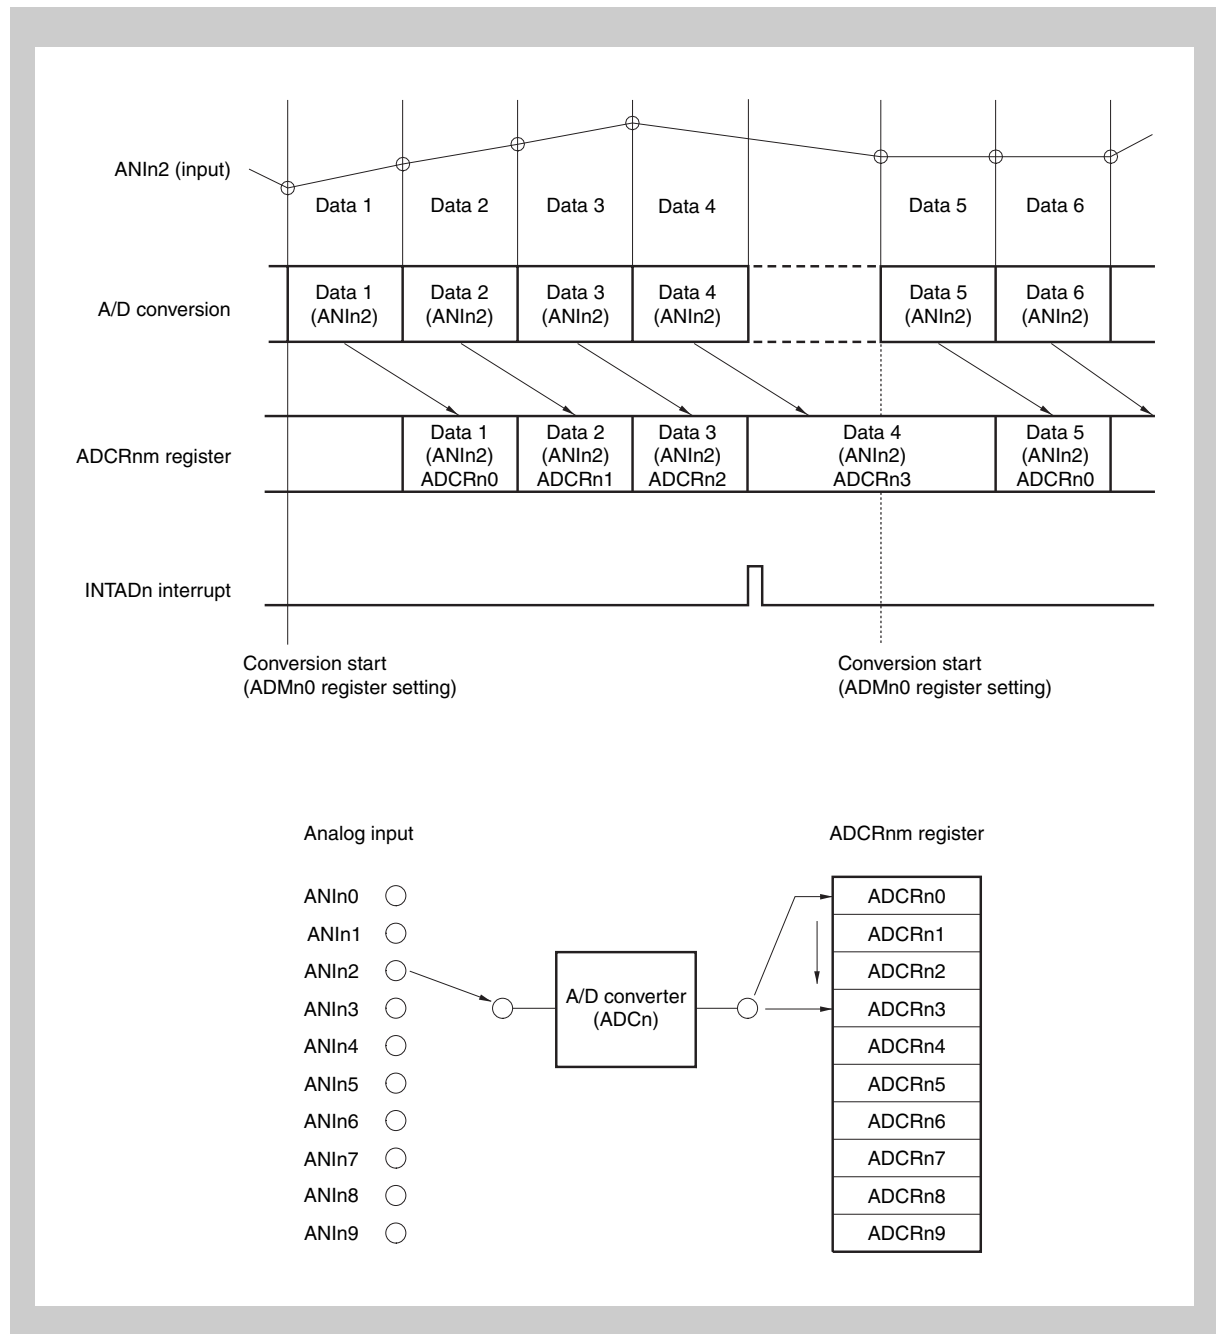 ANIn2 (input)
Data 1 Data 2 Data 3 Data 4 Data 5 Data 6
A/D conversion
Data 1 Data 2 Data 3 Data 4 Data 5 Data 6
(ANIn2) (ANIn2) (ANIn2) (ANIn2) (ANIn2) (ANIn2)
ADCRnm register
Data 1 Data 2 Data 3 Data 4 Data 5
(ANIn2) (ANIn2) (ANIn2) (ANIn2) (ANIn2)
ADCRn0 ADCRn1 ADCRn2 ADCRn3 ADCRn0
INTADn interrupt
Conversion start
(ADMn0 register setting)
Conversion start
(ADMn0 register setting)
Analog input
ANIn0
ANIn1
ANIn2
ANIn3
ANIn4
ANIn5
ANIn6
ANIn7
ANIn8
ANIn9
A/D converter
(ADCn)
ADCRnm register
ADCRn0
ADCRn1
ADCRn2
ADCRn3
ADCRn4
ADCRn5
ADCRn6
ADCRn7
ADCRn8
ADCRn9